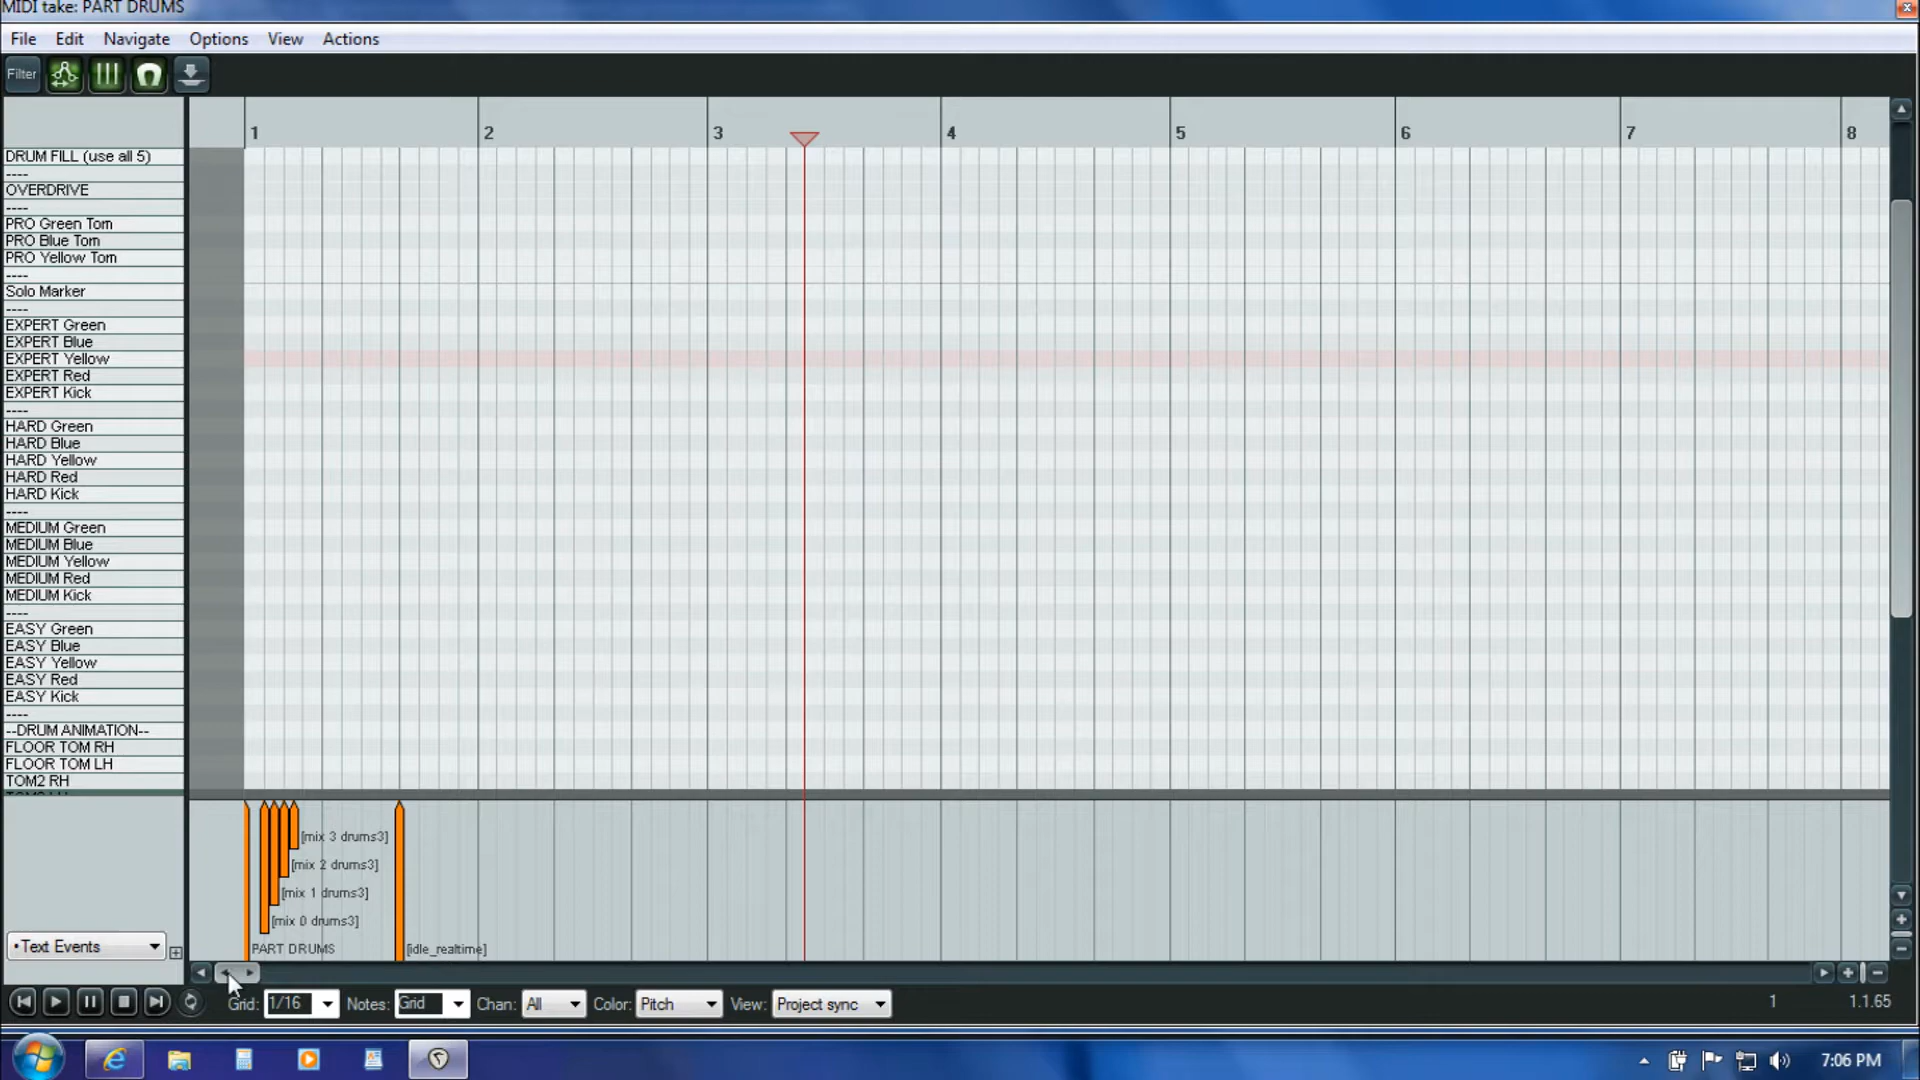 MIDI take: PART DRUMS
File Edit Navigate Options View Actions
Filter
1 2 3 4 5 6 7 8
DRUM FILL (use all 5)
----
OVERDRIVE
----
PRO Green Tom
PRO Blue Tom
PRO Yellow Tom
----
Solo Marker
----
EXPERT Green
EXPERT Blue
EXPERT Yellow
EXPERT Red
EXPERT Kick
----
HARD Green
HARD Blue
HARD Yellow
HARD Red
HARD Kick
----
MEDIUM Green
MEDIUM Blue
MEDIUM Yellow
MEDIUM Red
MEDIUM Kick
----
EASY Green
EASY Blue
EASY Yellow
EASY Red
EASY Kick
----
--DRUM ANIMATION--
FLOOR TOM RH
FLOOR TOM LH
TOM2 RH
[mix 3 drums3]
[mix 2 drums3]
[mix 1 drums3]
[mix 0 drums3]
•Text Events PART DRUMS [idle_realtime]
Grid: 1/16 Notes: Grid Chan: All Color: Pitch View: Project sync 1 1.1.65
7:06 PM